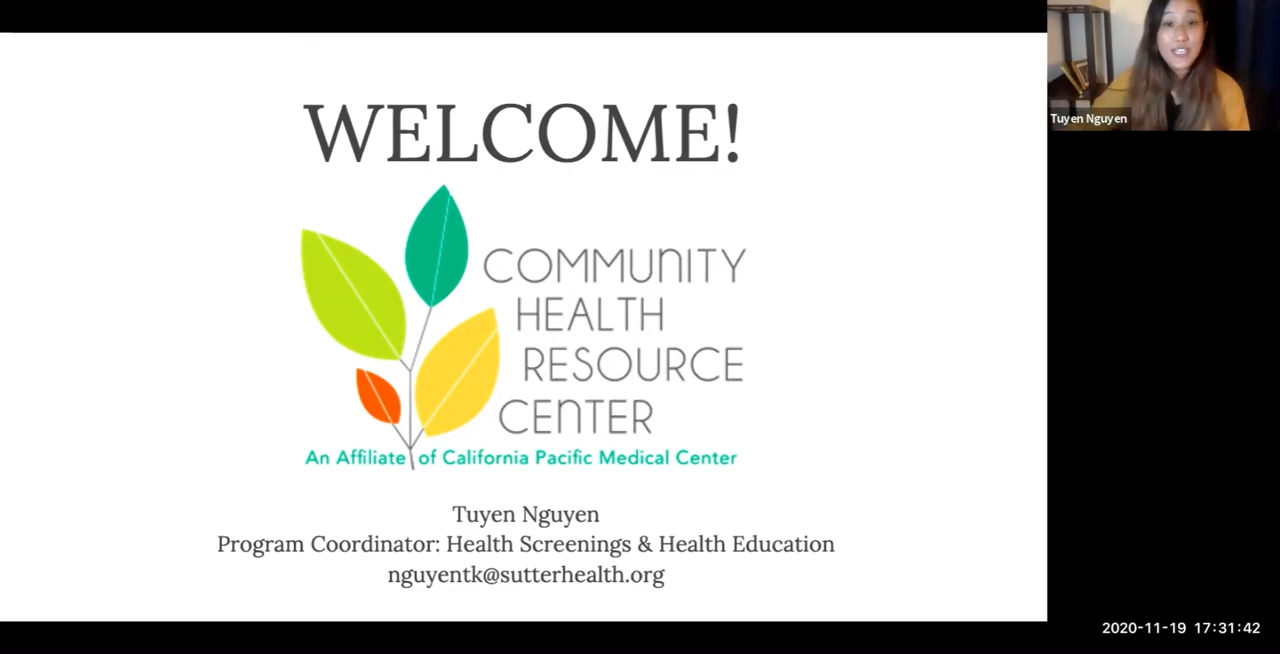 WELCOME!
COMMUNITY
HEALTH
RESOURCE
CENTER
An Affiliate of California Pacific Medical Center
Tuyen Nguyen
Program Coordinator: Health Screenings & Health Education
nguyentk@sutterhealth.org
Tuyen Nguyen
2020-11-19 17:31:42